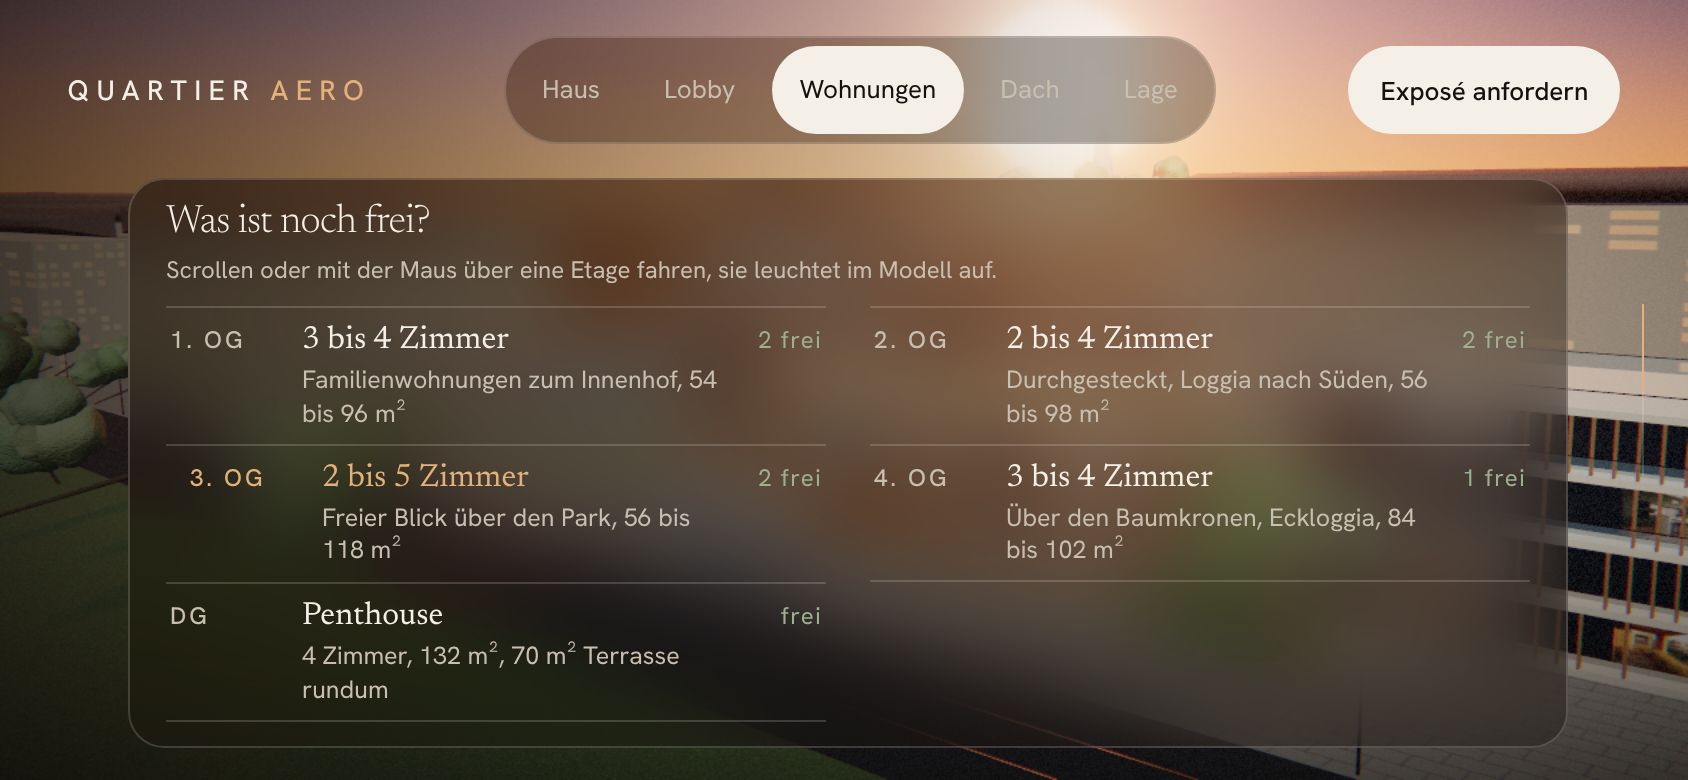 QUARTIER AERO
Haus
Lobby
Wohnungen
Dach
Lage
Exposé anfordern
Was ist noch frei?
Scrollen oder mit der Maus über eine Etage fahren, sie leuchtet im Modell auf.
1. OG
3 bis 4 Zimmer
2 frei
Familienwohnungen zum Innenhof, 54
bis 96 m²
2. OG
2 bis 4 Zimmer
2 frei
Durchgesteckt, Loggia nach Süden, 56
bis 98 m²
3. OG
2 bis 5 Zimmer
2 frei
Freier Blick über den Park, 56 bis
118 m²
4. OG
3 bis 4 Zimmer
1 frei
Über den Baumkronen, Eckloggia, 84
bis 102 m²
DG
Penthouse
frei
4 Zimmer, 132 m², 70 m² Terrasse
rundum